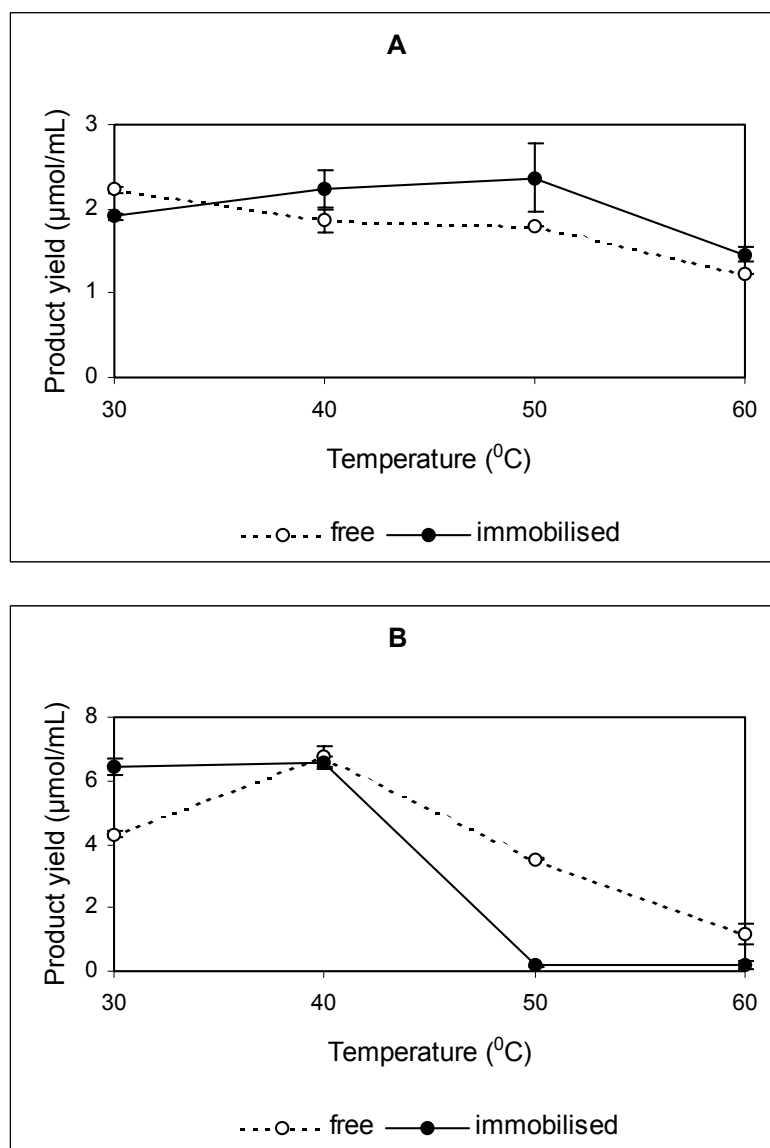 A
Product yield (µmol/mL)
3
2
1
0
30 40 50 60
Temperature (⁰C)
free immobilised
B
Product yield (µmol/mL)
8
6
4
2
0
30 40 50 60
Temperature (⁰C)
free immobilised